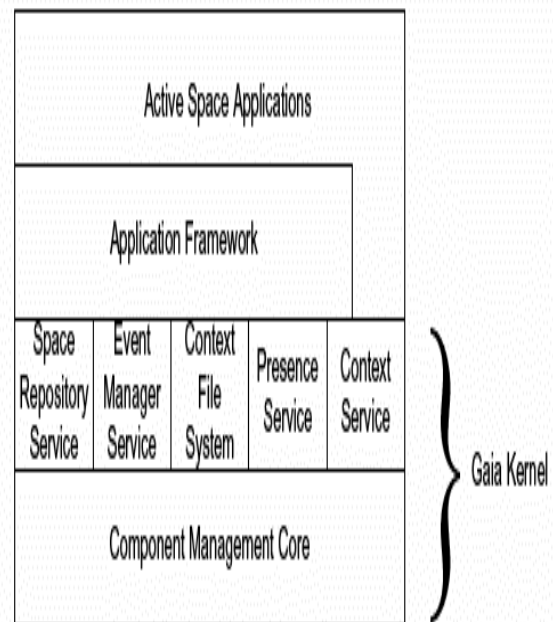 Active Space Applications
Application Framework
Space
Repository
Service
Event
Manager
Service
Context
File
System
Presence
Service
Context
Service
Gaia Kernel
Component Management Core